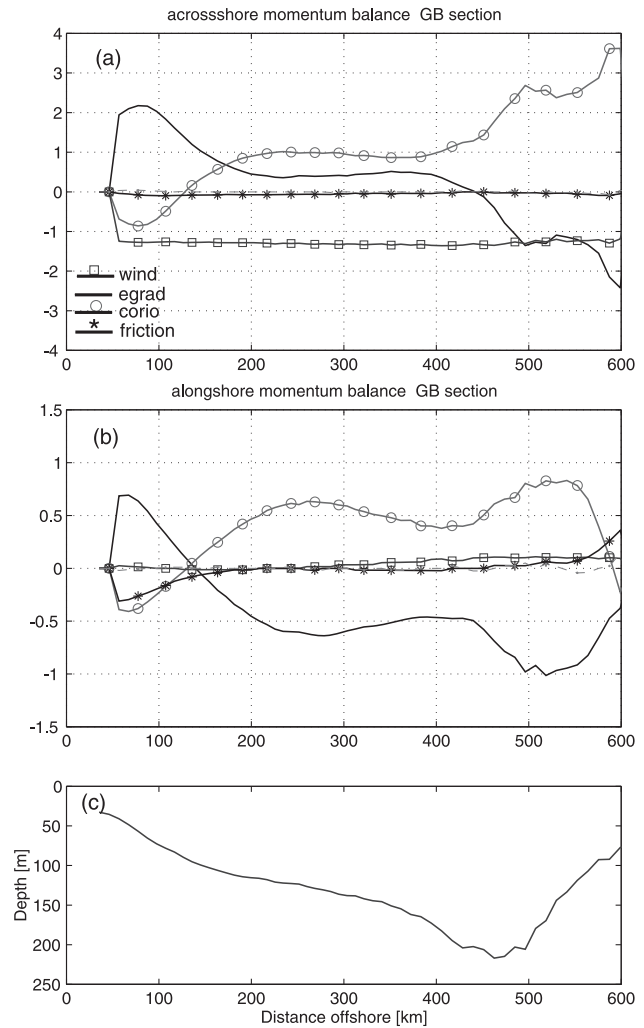 acrossshore momentum balance GB section
4
(a)
3
2
1
0
-1
-2
-3
-4
wind
egrad
corio
friction
0 100 200 300 400 500 600
alongshore momentum balance GB section
1.5
(b)
1
0.5
0
-0.5
-1
-1.5
0 100 200 300 400 500 600
0
(c)
50
100
150
200
250
Depth [m]
0 100 200 300 400 500 600
Distance offshore [km]